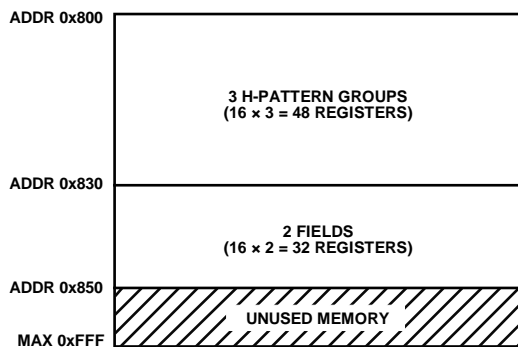 ADDR 0x800
3 H-PATTERN GROUPS
(16 × 3 = 48 REGISTERS)
ADDR 0x830
2 FIELDS
(16 × 2 = 32 REGISTERS)
ADDR 0x850
UNUSED MEMORY
MAX 0xFFF